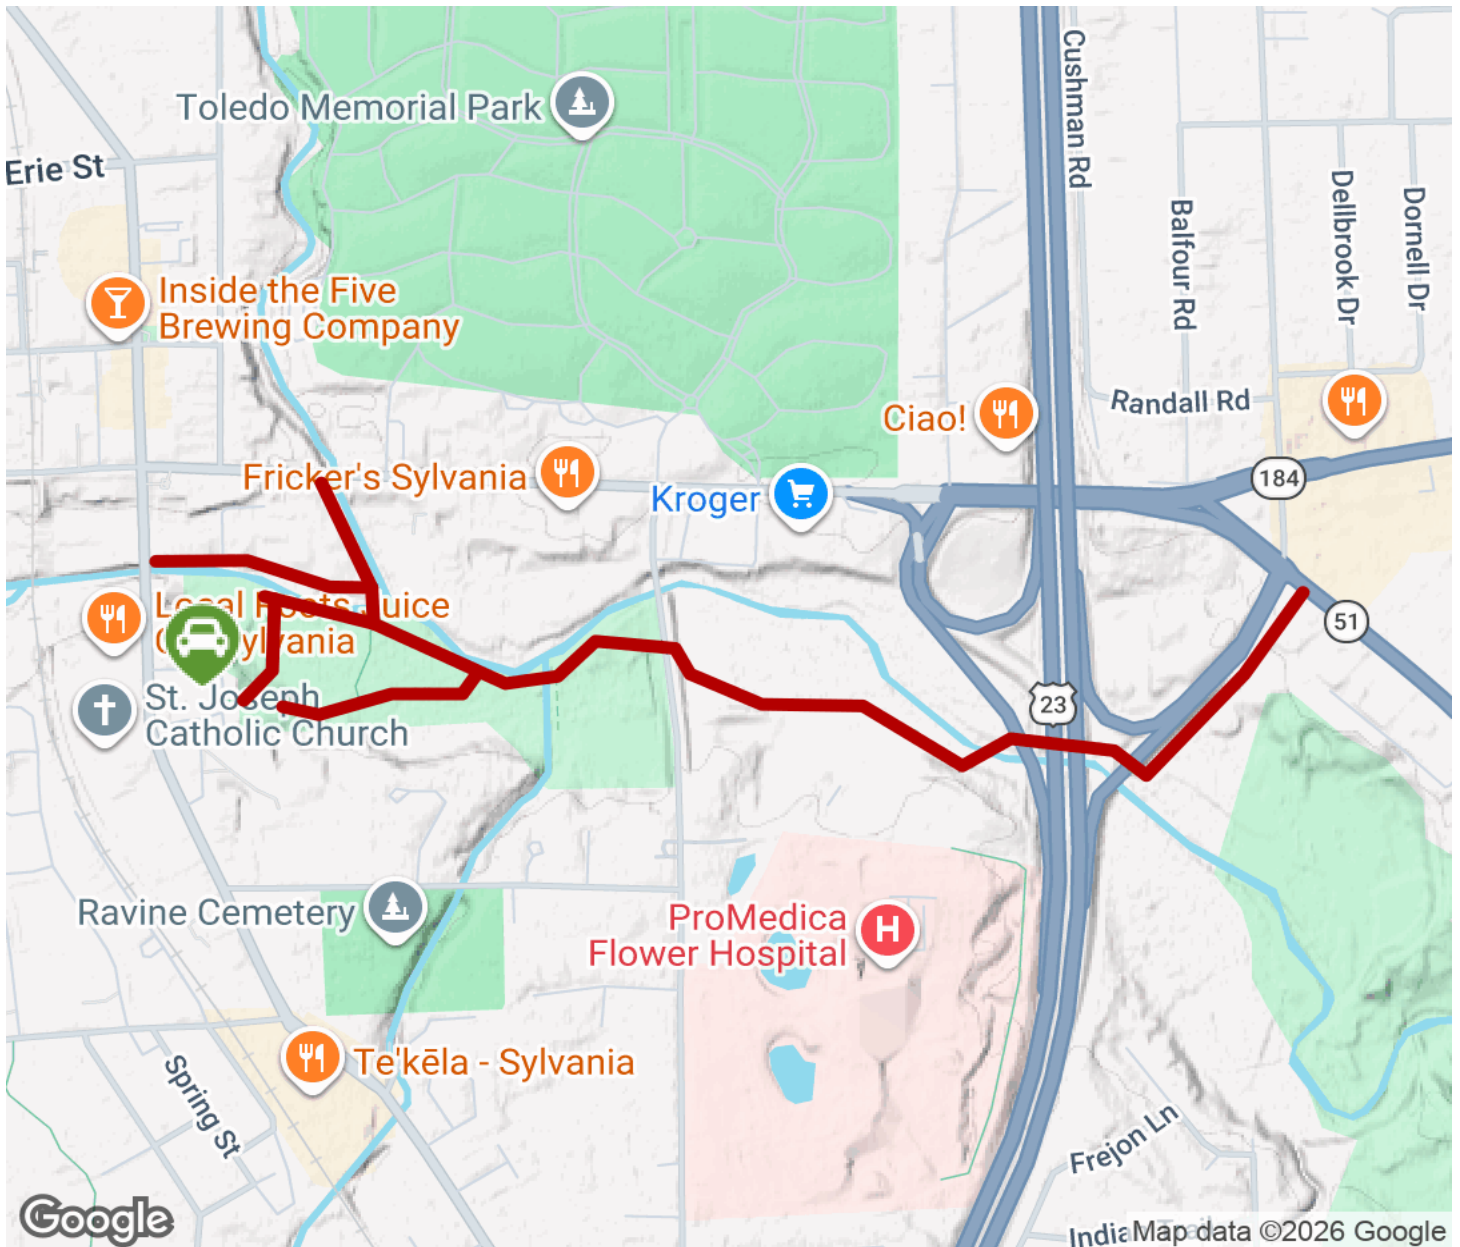 Toledo Memorial Park
Cushman Rd
Erie St
Balfour Rd
Dellbrook Dr
Dornell Dr
Inside the Five
Brewing Company
Randall Rd
Ciao!
Fricker's Sylvania
Kroger
184
Juice
51
St. Joseph
Catholic Church
23
Ravine Cemetery
ProMedica
Flower Hospital
H
Te'kēla - Sylvania
Spring St
Frejon Ln
Google
Map data ©2026 Google